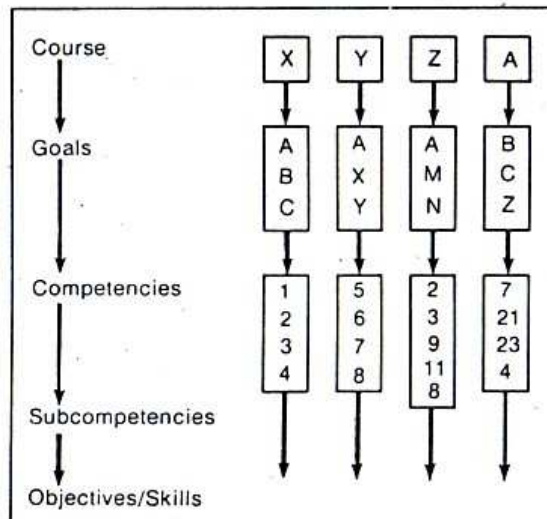 Course X Y Z A
Goals
A A A B
B X M C
C Y N Z
Competencies
1 5 2 7
2 6 3 21
3 7 9 23
4 8 11 4
8
Subcompetencies
Objectives/Skills